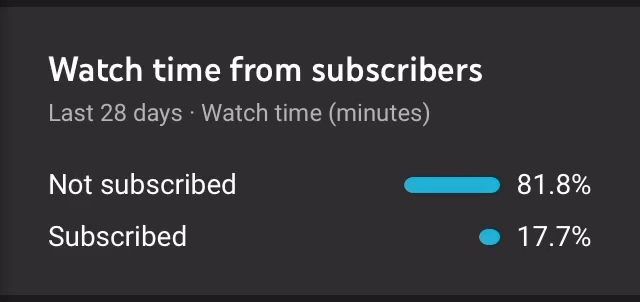 Watch time from subscribers
Last 28 days · Watch time (minutes)
Not subscribed 81.8%
Subscribed 17.7%